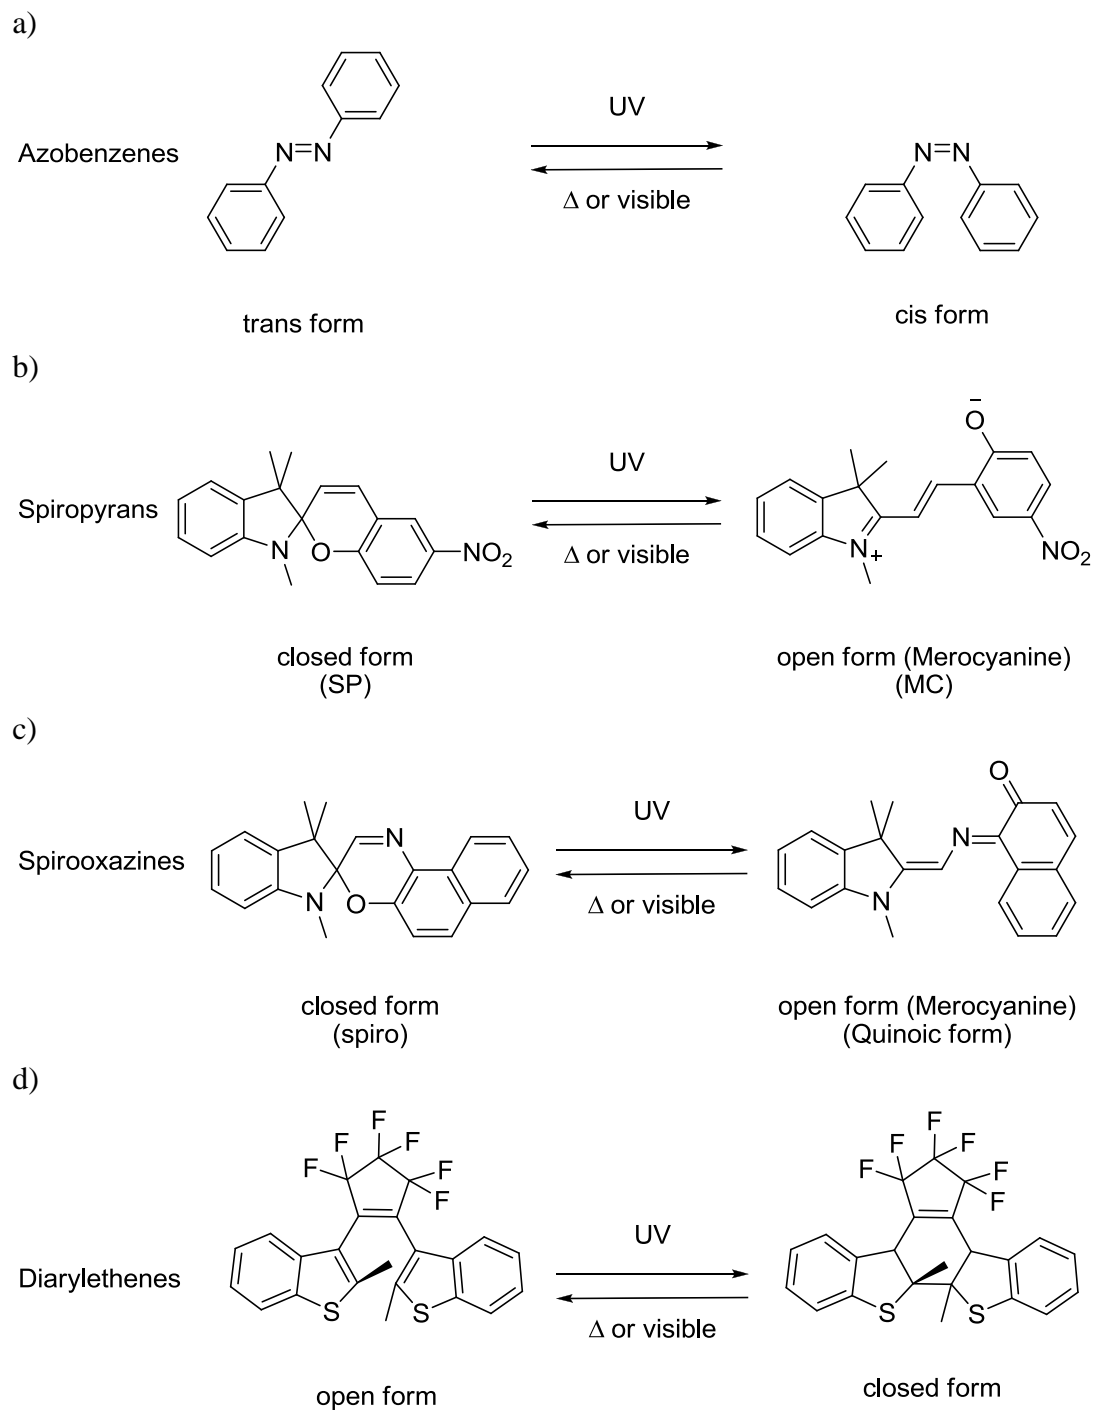 a)
Azobenzenes
N=N
UV
Δ or visible
N=N
trans form
cis form
b)
Spiropyrans
N
O
NO2
UV
Δ or visible
O−
N+
NO2
closed form
(SP)
open form (Merocyanine)
(MC)
c)
Spirooxazines
N
N
O
UV
Δ or visible
O
N
N
closed form
(spiro)
open form (Merocyanine)
(Quinoic form)
d)
Diarylethenes
F F F
F F F
S S
UV
Δ or visible
F F F
F F F
S S
open form
closed form